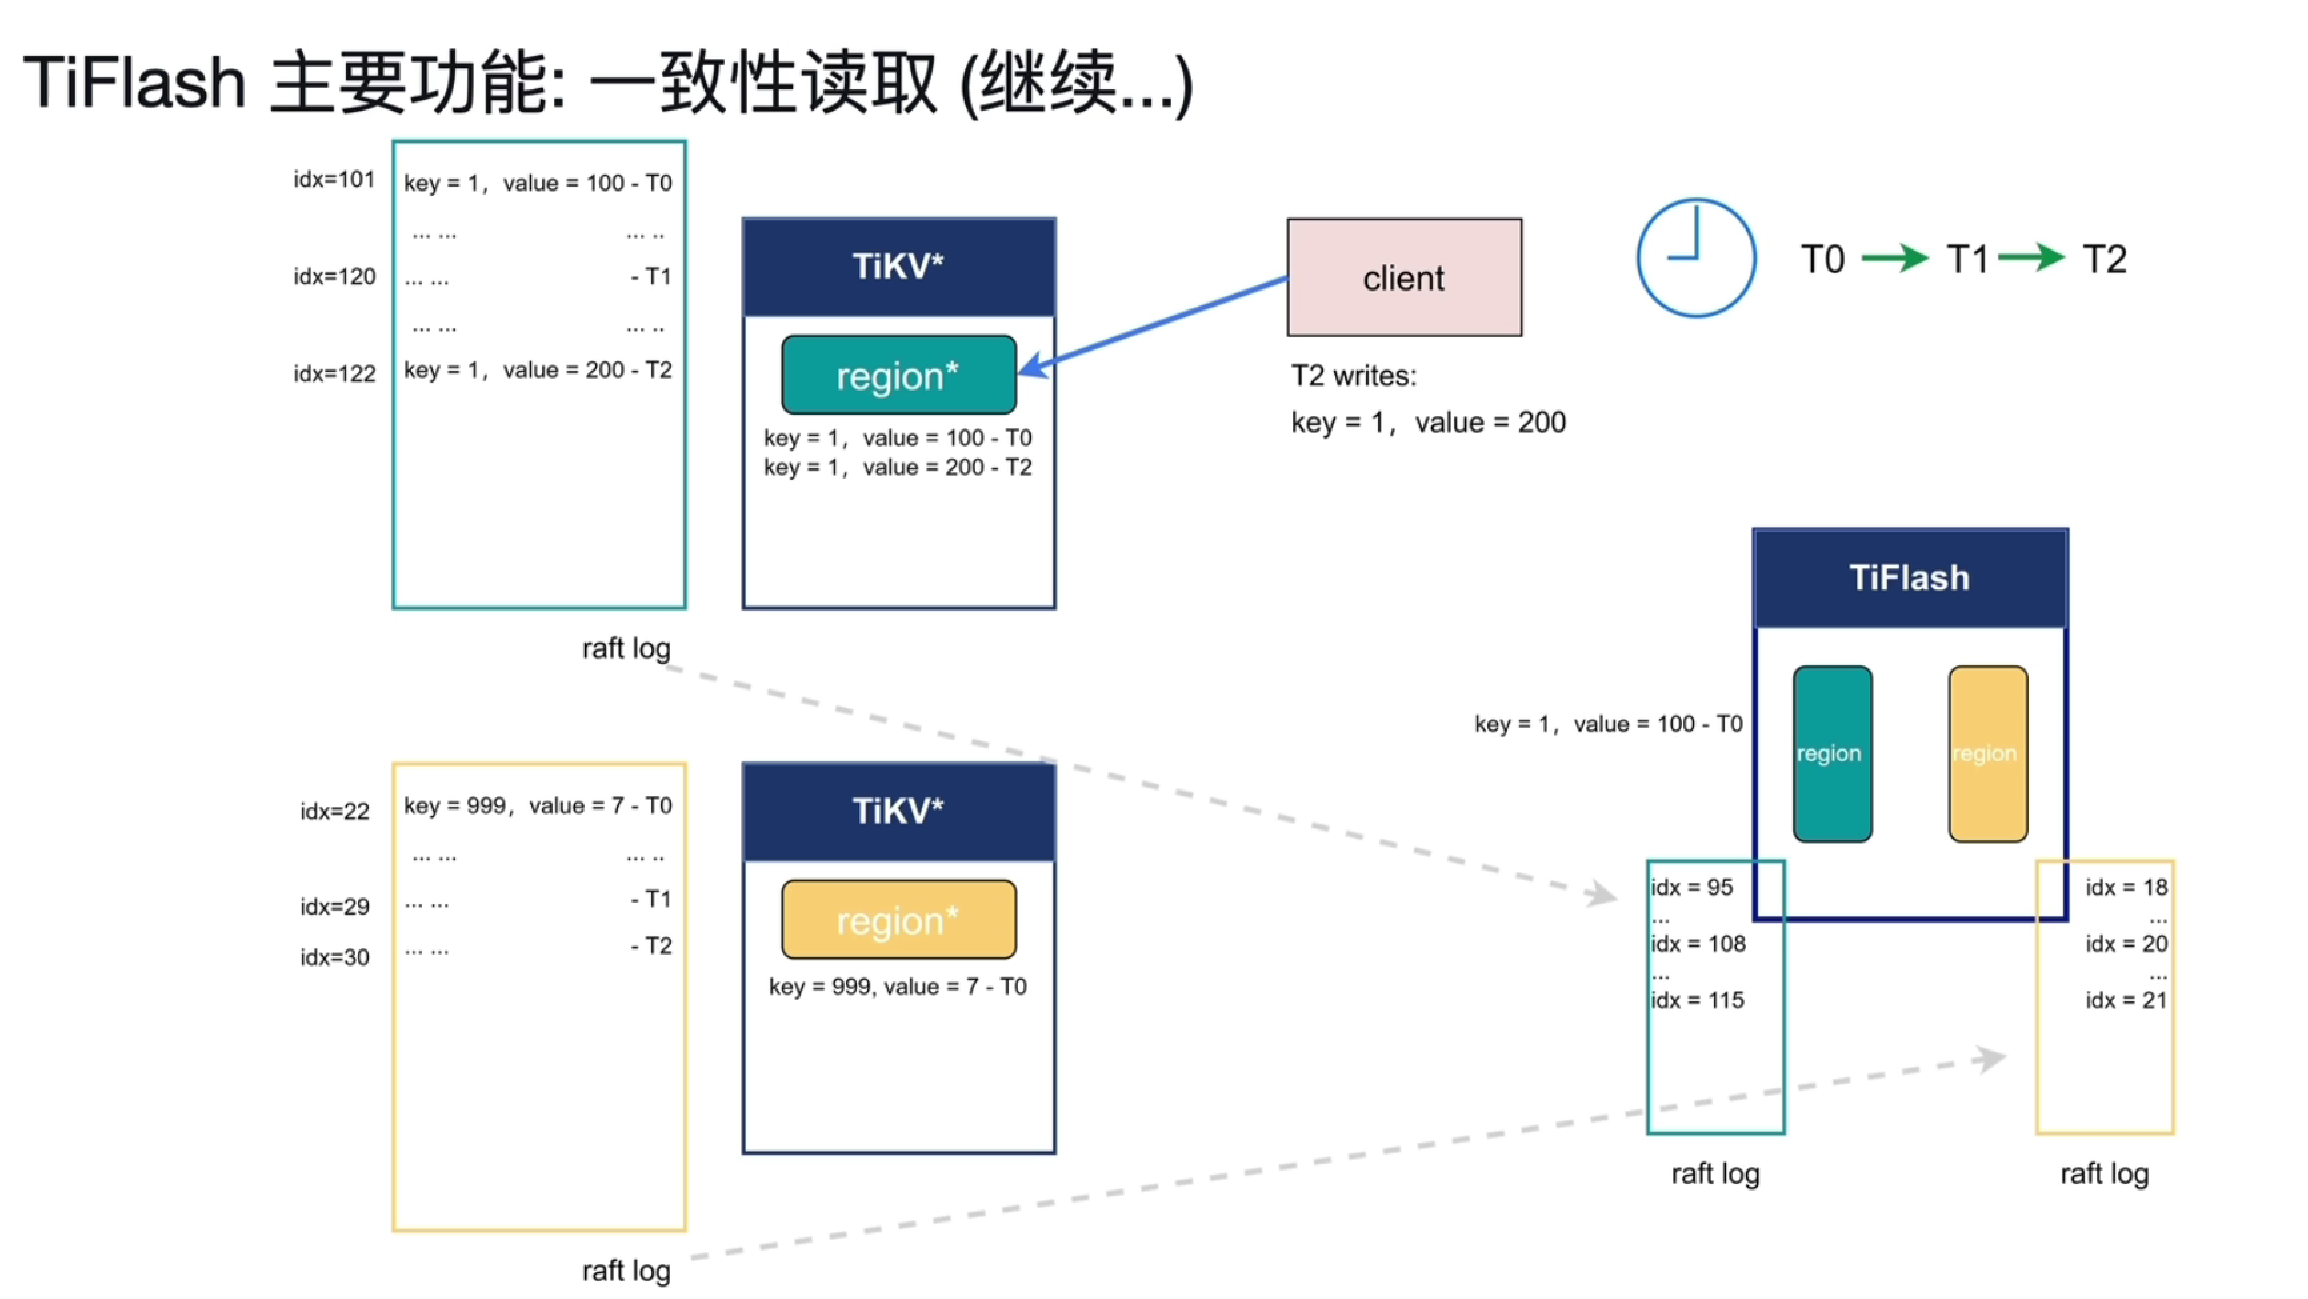 TiFlash 主要功能: 一致性读取 (继续...)
idx=101
key = 1,  value = 100 - T0
... ...    ... ..
idx=120
... ...    - T1
... ...    ... ..
idx=122
key = 1,  value = 200 - T2
raft log
TiKV*
region*
key = 1,  value = 100 - T0
key = 1,  value = 200 - T2
client
T2 writes:
key = 1,  value = 200
T0 T1 T2
idx=22
key = 999,  value = 7 - T0
... ...    ... ..
idx=29
... ...    - T1
idx=30
... ...    - T2
raft log
TiKV*
region*
key = 999, value = 7 - T0
TiFlash
key = 1,  value = 100 - T0
region
region
idx = 95
...
idx = 108
...
idx = 115
raft log
idx = 18
...
idx = 20
...
idx = 21
raft log